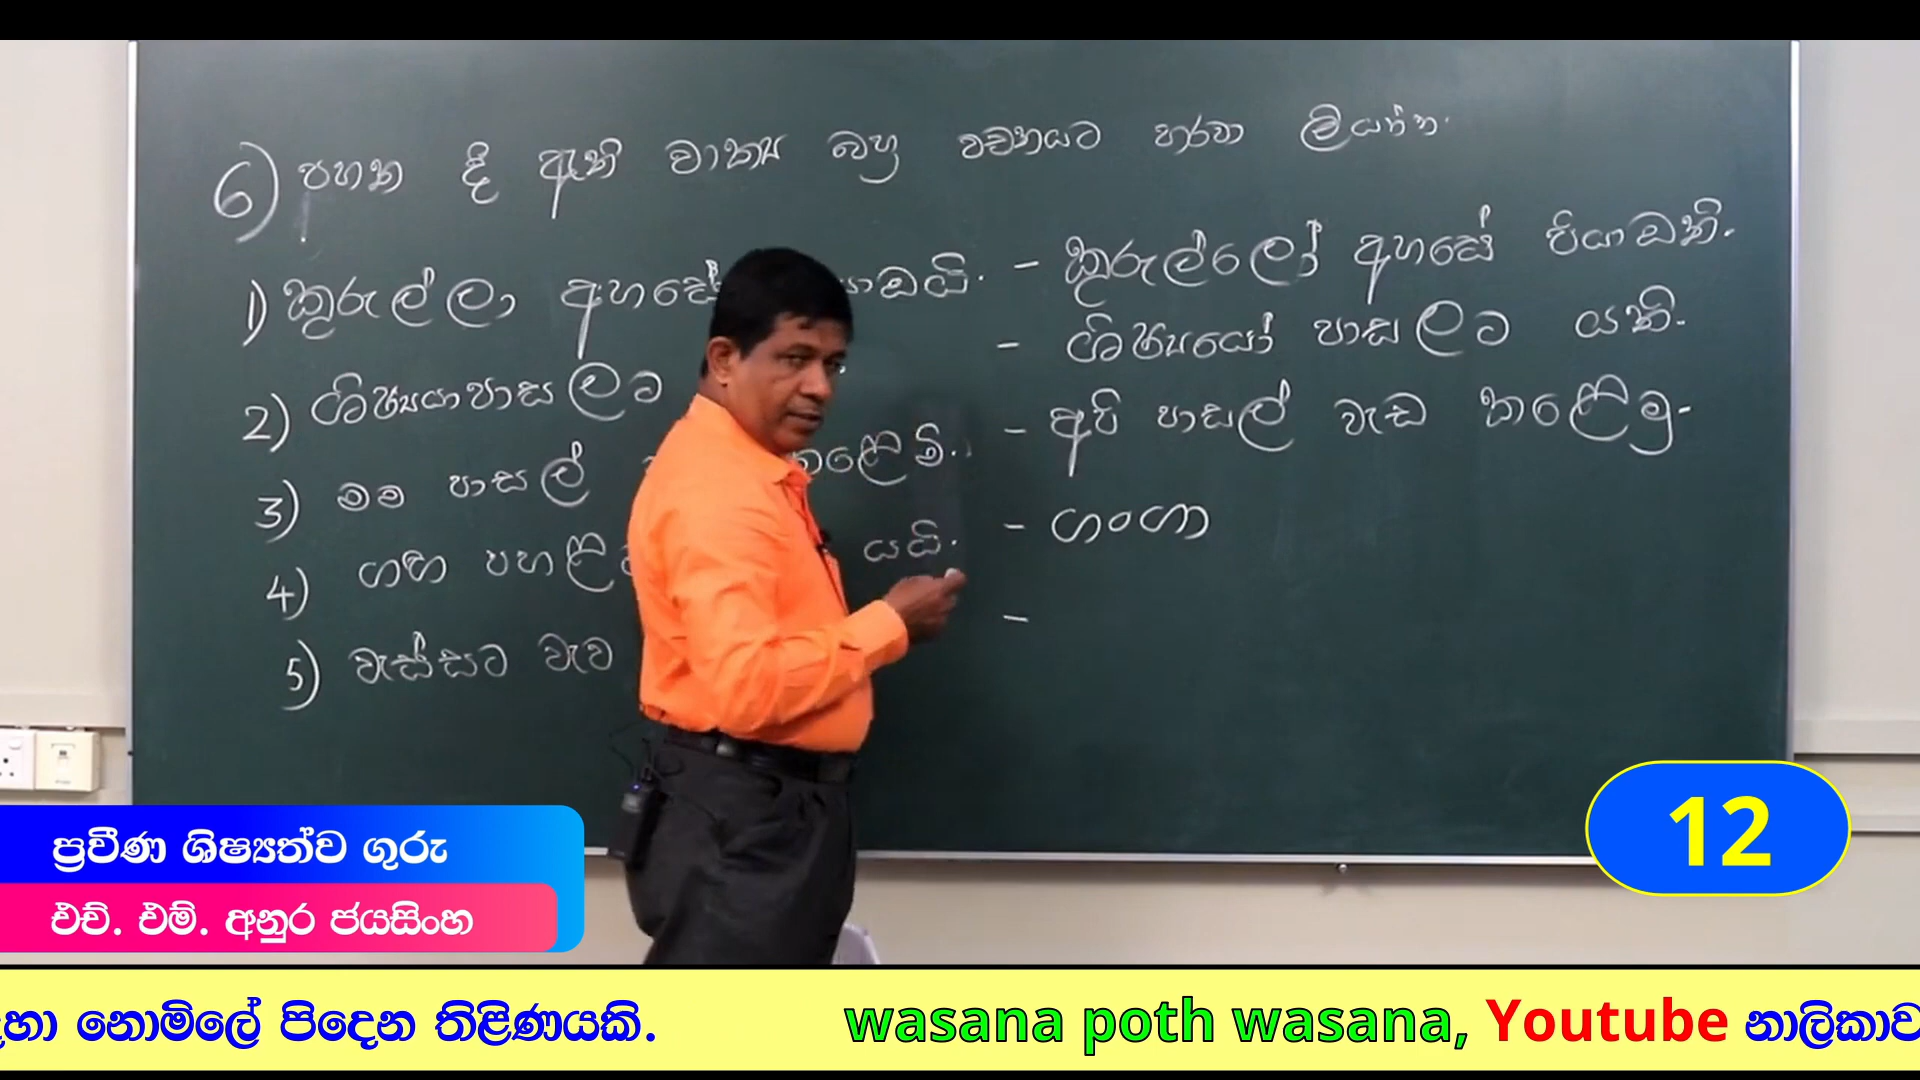 6) පහත දී ඇති වාක්‍ය බහු වචනයට හරවා ලියන්න.
1) කුරුල්ලා අහසේ යාඹයි. - කුරුල්ලෝ අහසේ පියාඹති.
2) ශිෂ්‍යයා පාසලට - ශිෂ්‍යයෝ පාසලට යති.
3) මම පාසල් කළෙමි. - අපි පාසල් වැඩ කළෙමු.
4) ගඟ පහළට යයි. - ගංගා
5) වැස්සට වැව -
12
ප්‍රවීණ ශිෂ්‍යත්ව ගුරු
එච්. එම්. අනුර ජයසිංහ
හා නොමිලේ පිදෙන තිළිණයකි. wasana poth wasana, Youtube නාලිකාව